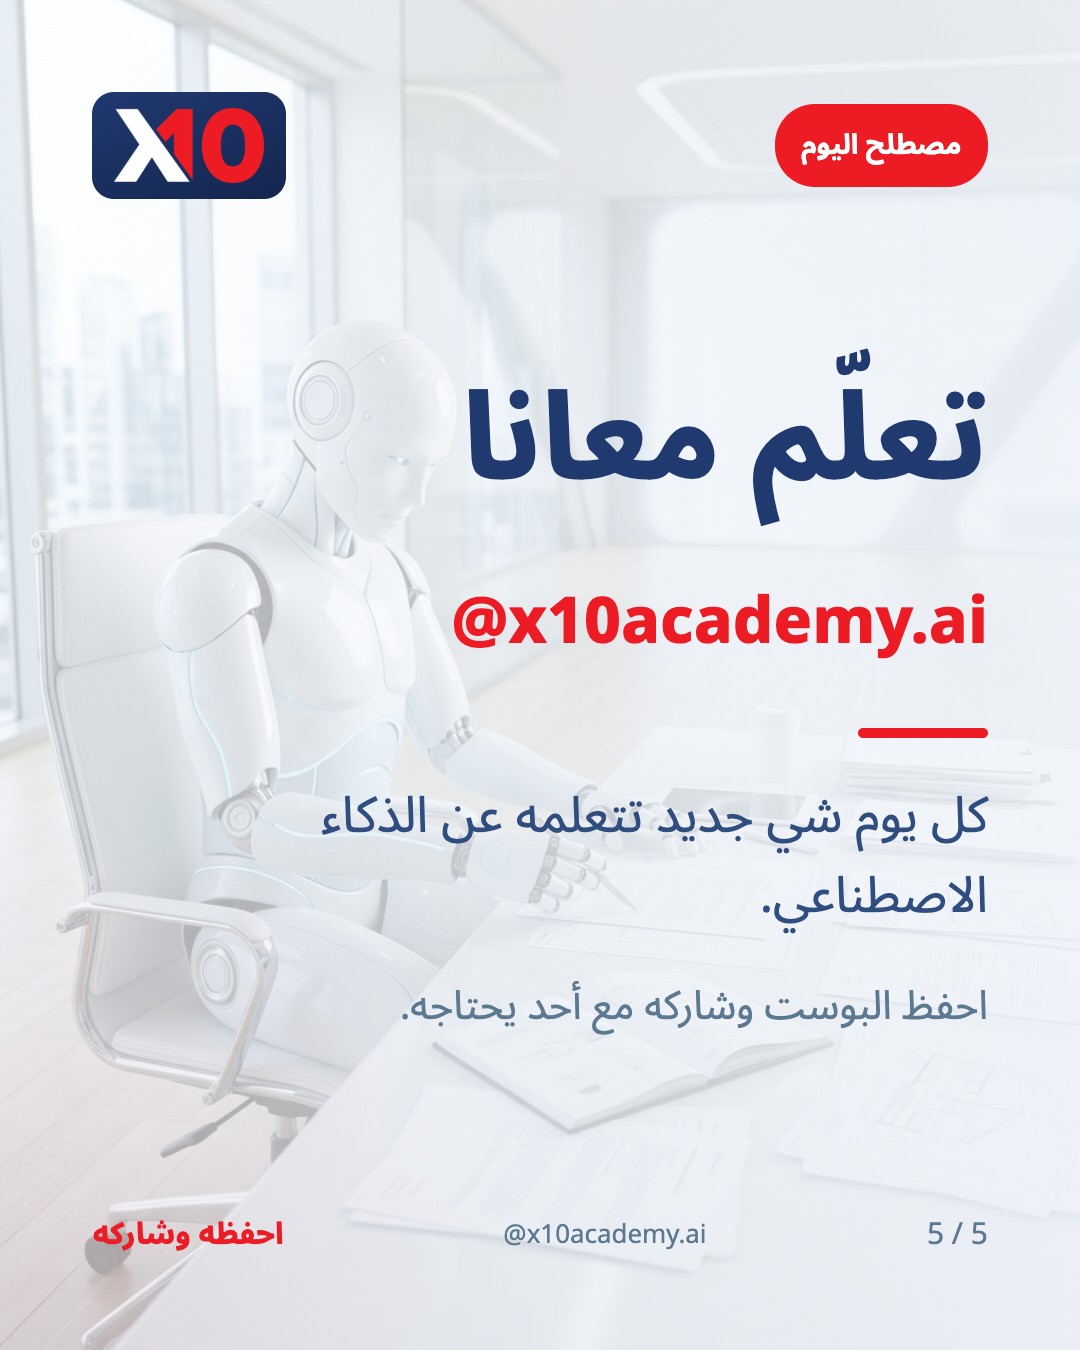 X10
مصطلح اليوم
تعلّم معانا
@x10academy.ai
كل يوم شي جديد تتعلمه عن الذكاء
الاصطناعي.
احفظ البوست وشاركه مع أحد يحتاجه.
احفظه وشاركه
@x10academy.ai
5 / 5